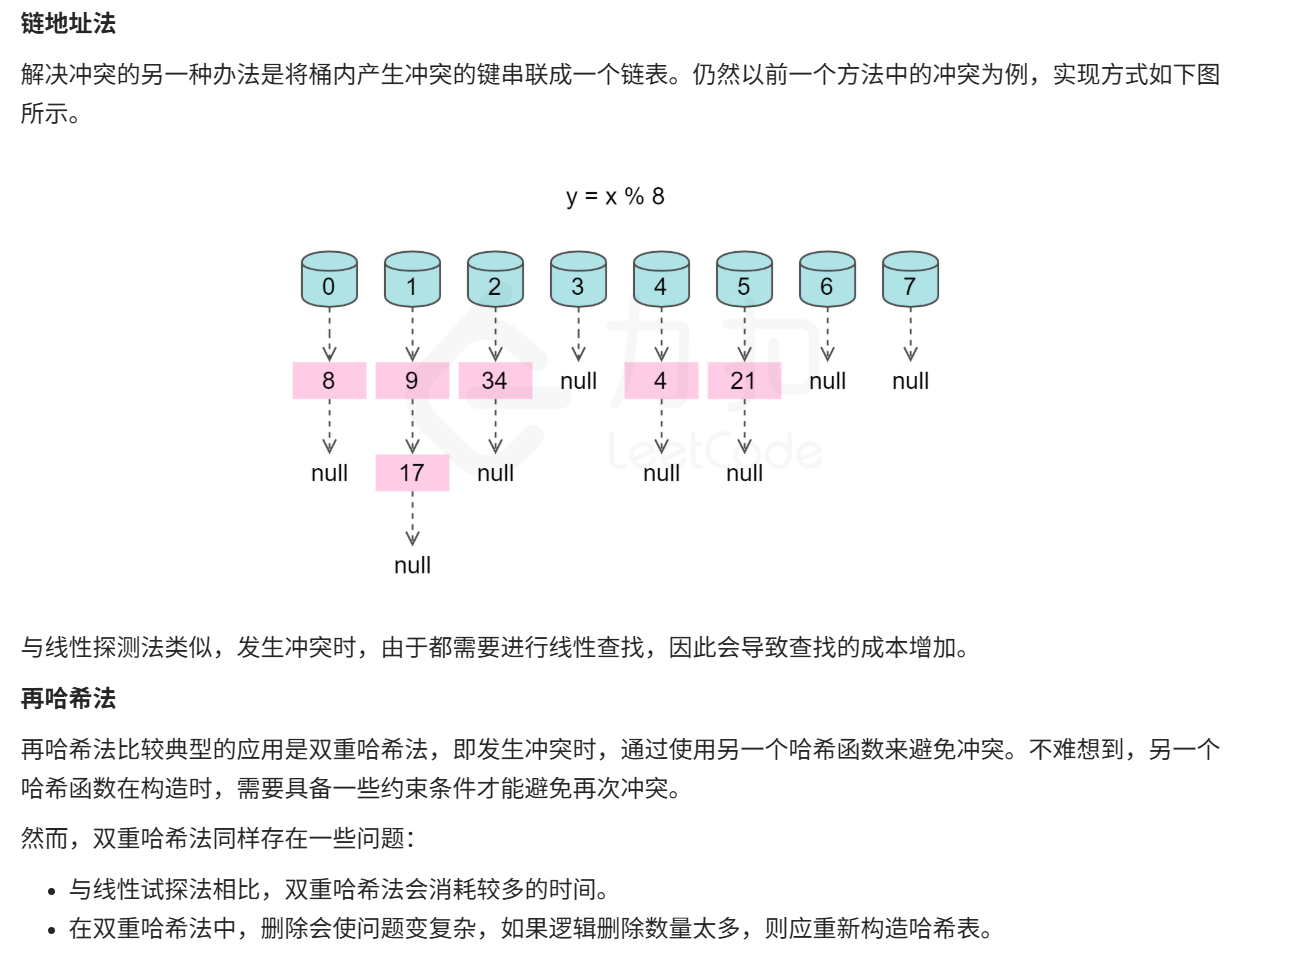 链地址法
解决冲突的另一种办法是将桶内产生冲突的键串联成一个链表。仍然以前一个方法中的冲突为例，实现方式如下图
所示。
y = x % 8
0 1 2 3 4 5 6 7
8 9 34 null 4 21 null null
力扣
LeetCode
null 17 null null null
null
与线性探测法类似，发生冲突时，由于都需要进行线性查找，因此会导致查找的成本增加。
再哈希法
再哈希法比较典型的应用是双重哈希法，即发生冲突时，通过使用另一个哈希函数来避免冲突。不难想到，另一个
哈希函数在构造时，需要具备一些约束条件才能避免再次冲突。
然而，双重哈希法同样存在一些问题：
• 与线性试探法相比，双重哈希法会消耗较多的时间。
• 在双重哈希法中，删除会使问题变复杂，如果逻辑删除数量太多，则应重新构造哈希表。